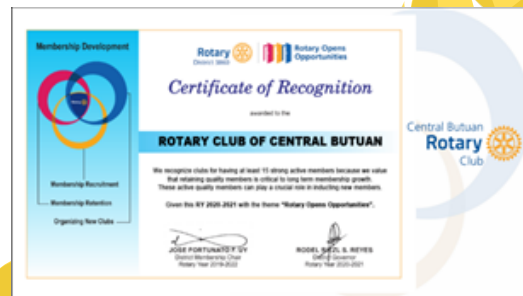 Membership Development
Membership Recruitment
Membership Retention
Organizing New Clubs
Rotary
District 3860
Rotary Opens
Opportunities
Certificate of Recognition
awarded to the
ROTARY CLUB OF CENTRAL BUTUAN
We recognize clubs for having at least 15 strong active members because we value
that retaining quality members is critical to long term membership growth.
These active quality members can play a crucial role in inducting new members.
Given this RY 2020-2021 with the theme "Rotary Opens Opportunities".
JOSE FORTUNATO F. UY
District Membership Chair
Rotary Year 2019-2022
RODEL RIEZL S. REYES
District Governor
Rotary Year 2020-2021
Central Butuan
Rotary
Club